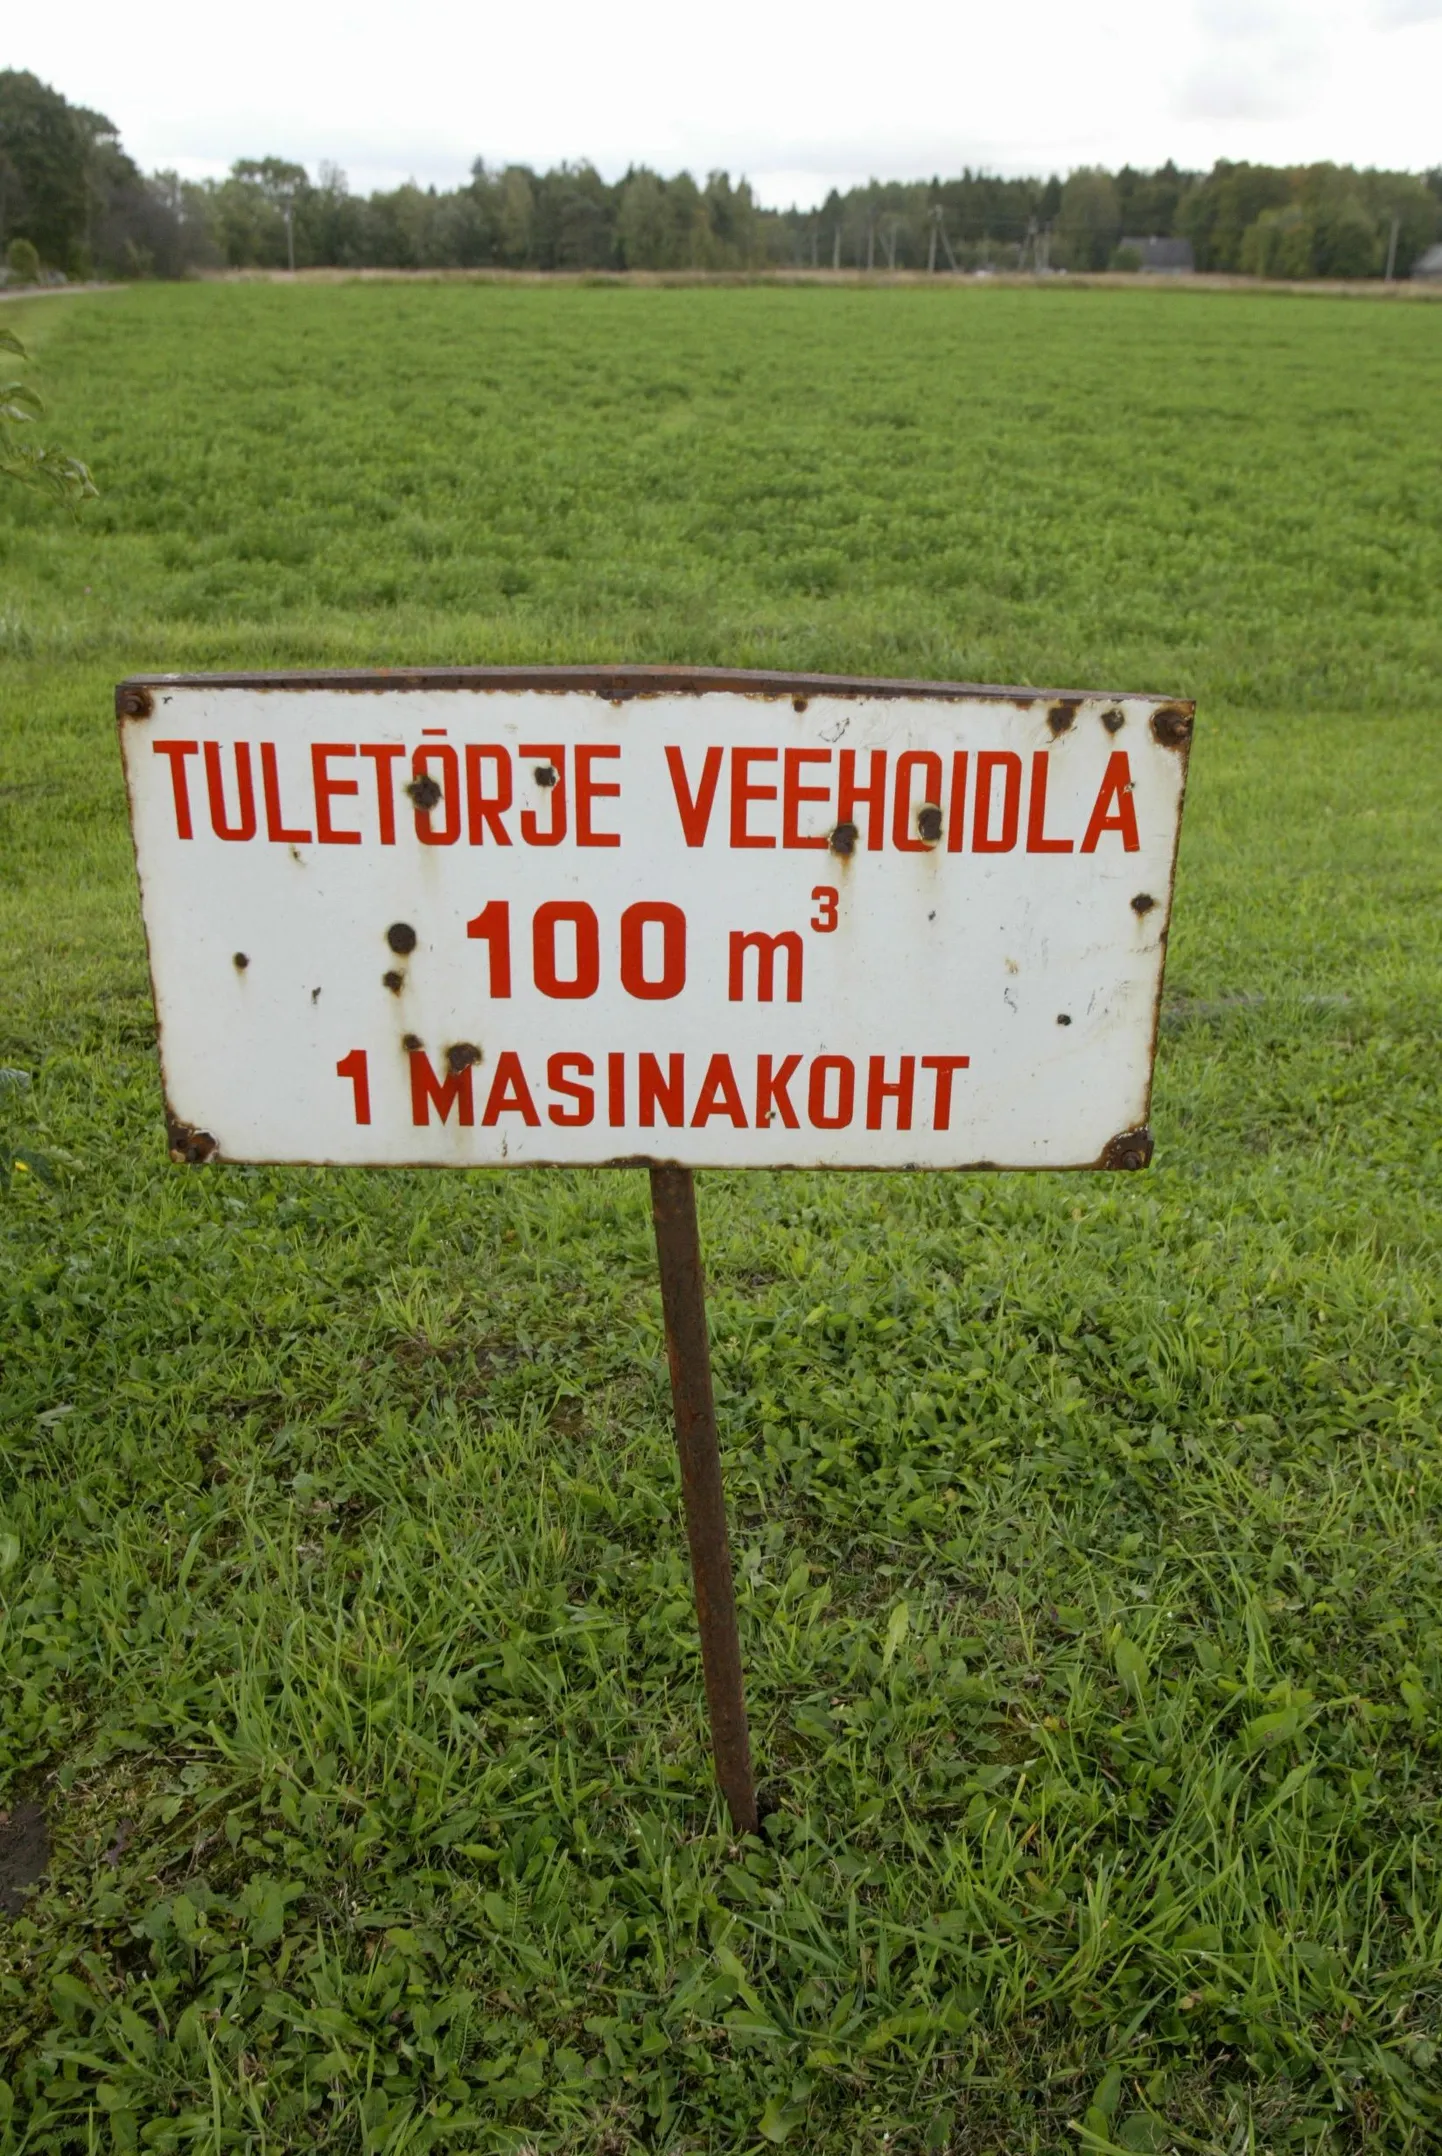 TULETÕRJE VEEHOIDLA
100 m³
1 MASINAKOHT